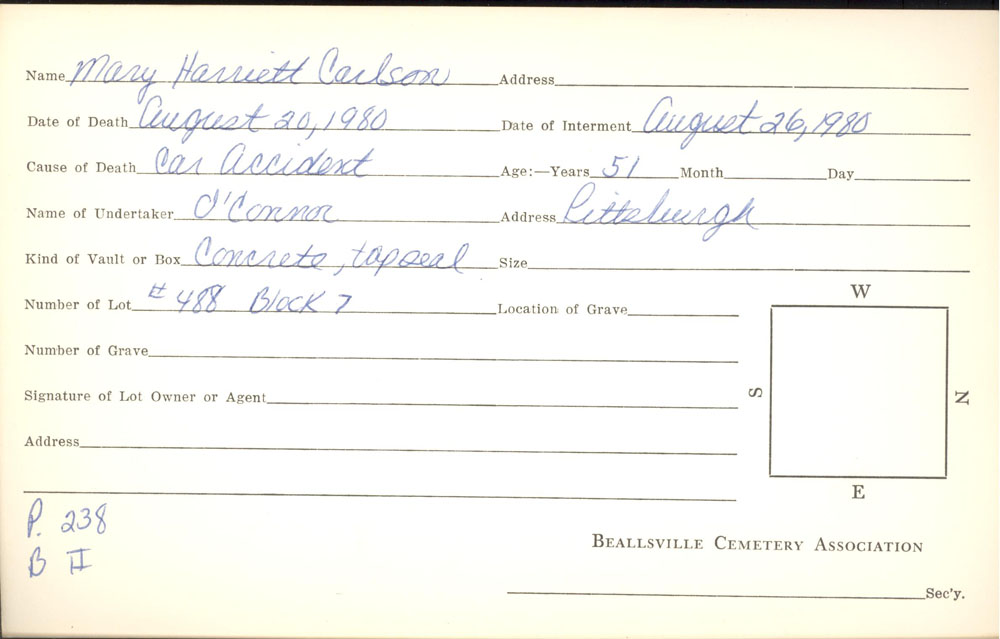 Name Mary Harriett Carlson Address
Date of Death August 20, 1980 Date of Interment August 26, 1980
Cause of Death Car Accident Age:—Years 51 Month Day
Name of Undertaker O'Connor Address Pittsburgh
Kind of Vault or Box Concrete, topseal Size
Number of Lot # 488 Block 7 Location of Grave
W
Number of Grave
Signature of Lot Owner or Agent
S N
Address
E
P. 238
B II
BEALLSVILLE CEMETERY ASSOCIATION
Sec'y.